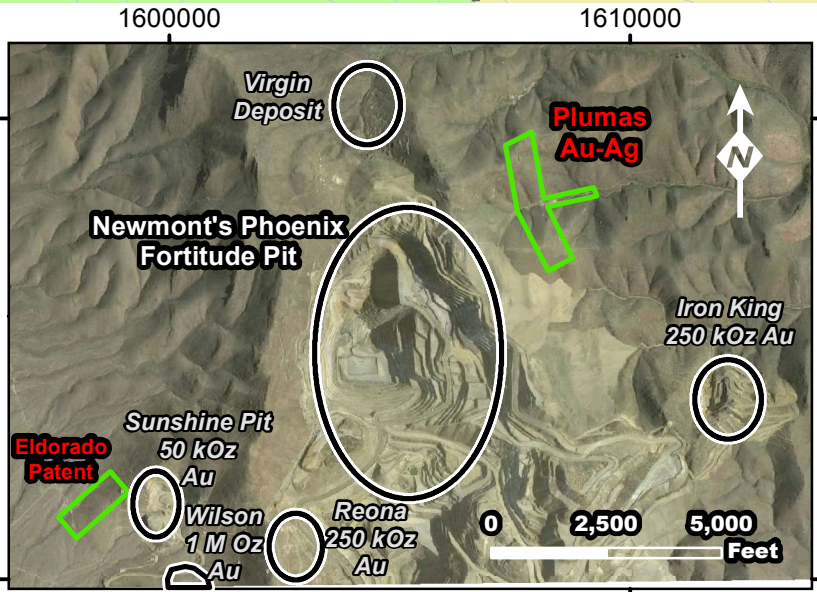 1600000
1610000
Virgin
Deposit
Plumas
Au-Ag
N
Newmont's Phoenix
Fortitude Pit
Iron King
250 kOz Au
Sunshine Pit
50 kOz
Au
Eldorado
Patent
Wilson
1 M Oz
Au
Reona
250 kOz
Au
0
2,500
5,000
Feet